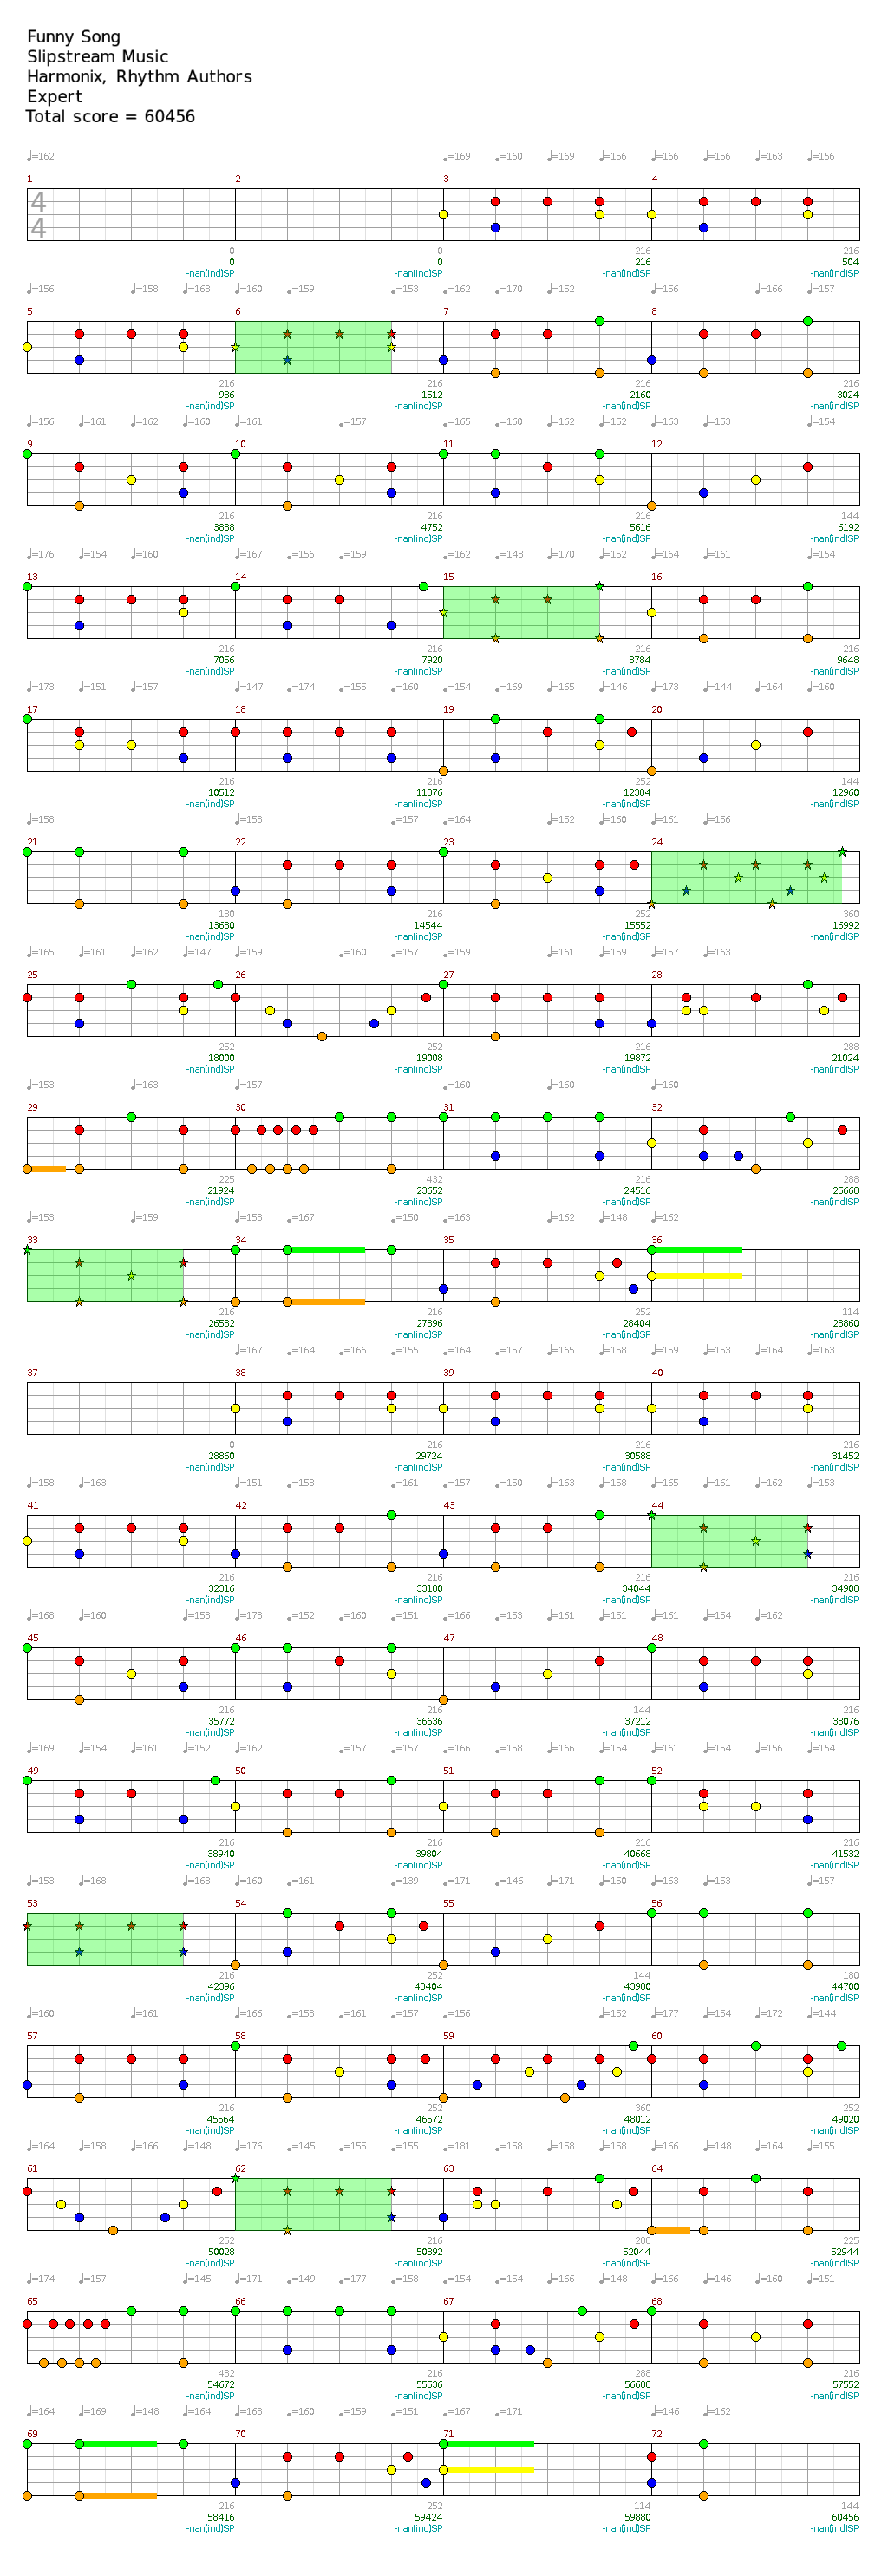 Funny Song
Slipstream Music
Harmonix, Rhythm Authors
Expert
Total score = 60456
♩=162 ♩=169 ♩=160 ♩=169 ♩=156 ♩=166 ♩=156 ♩=163 ♩=156
1 2 3 4
4
4
0 0 216 216
0 0 216 504
-nan(ind)SP -nan(ind)SP -nan(ind)SP -nan(ind)SP
♩=156 ♩=158 ♩=168 ♩=160 ♩=159 ♩=153 ♩=162 ♩=170 ♩=152 ♩=156 ♩=166 ♩=157
5 6 7 8
216 216 216 216
936 1512 2160 3024
-nan(ind)SP -nan(ind)SP -nan(ind)SP -nan(ind)SP
♩=156 ♩=161 ♩=162 ♩=160 ♩=161 ♩=157 ♩=165 ♩=160 ♩=162 ♩=163 ♩=153 ♩=154
9 10 11 12
216 216 216 144
3888 4752 5616 6192
-nan(ind)SP -nan(ind)SP -nan(ind)SP -nan(ind)SP
♩=176 ♩=154 ♩=160 ♩=167 ♩=156 ♩=159 ♩=162 ♩=148 ♩=170 ♩=152 ♩=164 ♩=161 ♩=154
13 14 15 16
216 216 216 216
7056 7920 8784 9648
-nan(ind)SP -nan(ind)SP -nan(ind)SP -nan(ind)SP
♩=173 ♩=151 ♩=157 ♩=147 ♩=174 ♩=155 ♩=160 ♩=154 ♩=169 ♩=165 ♩=146 ♩=173 ♩=144 ♩=164 ♩=160
17 18 19 20
216 216 252 144
10512 11376 12384 12960
-nan(ind)SP -nan(ind)SP -nan(ind)SP -nan(ind)SP
♩=158 ♩=158 ♩=157 ♩=164 ♩=152 ♩=160 ♩=161 ♩=156
21 22 23 24
180 216 252 360
13680 14544 15552 16992
-nan(ind)SP -nan(ind)SP -nan(ind)SP -nan(ind)SP
♩=165 ♩=161 ♩=162 ♩=147 ♩=159 ♩=160 ♩=157 ♩=159 ♩=161 ♩=160 ♩=157 ♩=163
25 26 27 28
252 252 216 288
18000 19008 19872 21024
-nan(ind)SP -nan(ind)SP -nan(ind)SP -nan(ind)SP
♩=153 ♩=163 ♩=157 ♩=160 ♩=160 ♩=160
29 30 31 32
225 432 216 288
21924 23652 24516 25668
-nan(ind)SP -nan(ind)SP -nan(ind)SP -nan(ind)SP
♩=153 ♩=159 ♩=158 ♩=167 ♩=150 ♩=163 ♩=162 ♩=148 ♩=162
33 34 35 36
216 216 252 114
26532 27396 28404 28860
-nan(ind)SP -nan(ind)SP -nan(ind)SP -nan(ind)SP
♩=167 ♩=164 ♩=166 ♩=155 ♩=164 ♩=157 ♩=165 ♩=158 ♩=159 ♩=153 ♩=164 ♩=163
37 38 39 40
0 216 216 216
28860 29724 30588 31452
-nan(ind)SP -nan(ind)SP -nan(ind)SP -nan(ind)SP
♩=158 ♩=163 ♩=151 ♩=153 ♩=161 ♩=157 ♩=150 ♩=163 ♩=158 ♩=165 ♩=161 ♩=162 ♩=153
41 42 43 44
216 216 216 216
32316 33180 34044 34908
-nan(ind)SP -nan(ind)SP -nan(ind)SP -nan(ind)SP
♩=168 ♩=160 ♩=158 ♩=173 ♩=152 ♩=160 ♩=151 ♩=166 ♩=153 ♩=161 ♩=151 ♩=161 ♩=154 ♩=162
45 46 47 48
216 216 144 216
35772 36636 37212 38076
-nan(ind)SP -nan(ind)SP -nan(ind)SP -nan(ind)SP
♩=169 ♩=154 ♩=161 ♩=152 ♩=162 ♩=157 ♩=157 ♩=166 ♩=158 ♩=166 ♩=154 ♩=161 ♩=154 ♩=156 ♩=154
49 50 51 52
216 216 216 216
38940 39804 40668 41532
-nan(ind)SP -nan(ind)SP -nan(ind)SP -nan(ind)SP
♩=153 ♩=168 ♩=163 ♩=160 ♩=161 ♩=139 ♩=171 ♩=146 ♩=171 ♩=150 ♩=163 ♩=153 ♩=157
53 54 55 56
216 252 144 180
42396 43404 43980 44700
-nan(ind)SP -nan(ind)SP -nan(ind)SP -nan(ind)SP
♩=160 ♩=161 ♩=166 ♩=158 ♩=161 ♩=157 ♩=156 ♩=152 ♩=177 ♩=154 ♩=172 ♩=144
57 58 59 60
216 252 360 252
45564 46572 48012 49020
-nan(ind)SP -nan(ind)SP -nan(ind)SP -nan(ind)SP
♩=164 ♩=158 ♩=166 ♩=148 ♩=176 ♩=145 ♩=155 ♩=181 ♩=158 ♩=158 ♩=158 ♩=166 ♩=148 ♩=164 ♩=155
61 62 63 64
252 216 288 225
50028 50892 52044 52944
-nan(ind)SP -nan(ind)SP -nan(ind)SP -nan(ind)SP
♩=174 ♩=157 ♩=145 ♩=171 ♩=149 ♩=177 ♩=158 ♩=154 ♩=154 ♩=166 ♩=148 ♩=166 ♩=146 ♩=160 ♩=151
65 66 67 68
432 216 288 216
54672 55536 56688 57552
-nan(ind)SP -nan(ind)SP -nan(ind)SP -nan(ind)SP
♩=164 ♩=169 ♩=148 ♩=164 ♩=168 ♩=160 ♩=159 ♩=151 ♩=167 ♩=171 ♩=146 ♩=162
69 70 71 72
216 252 114 144
58416 59424 59880 60456
-nan(ind)SP -nan(ind)SP -nan(ind)SP -nan(ind)SP